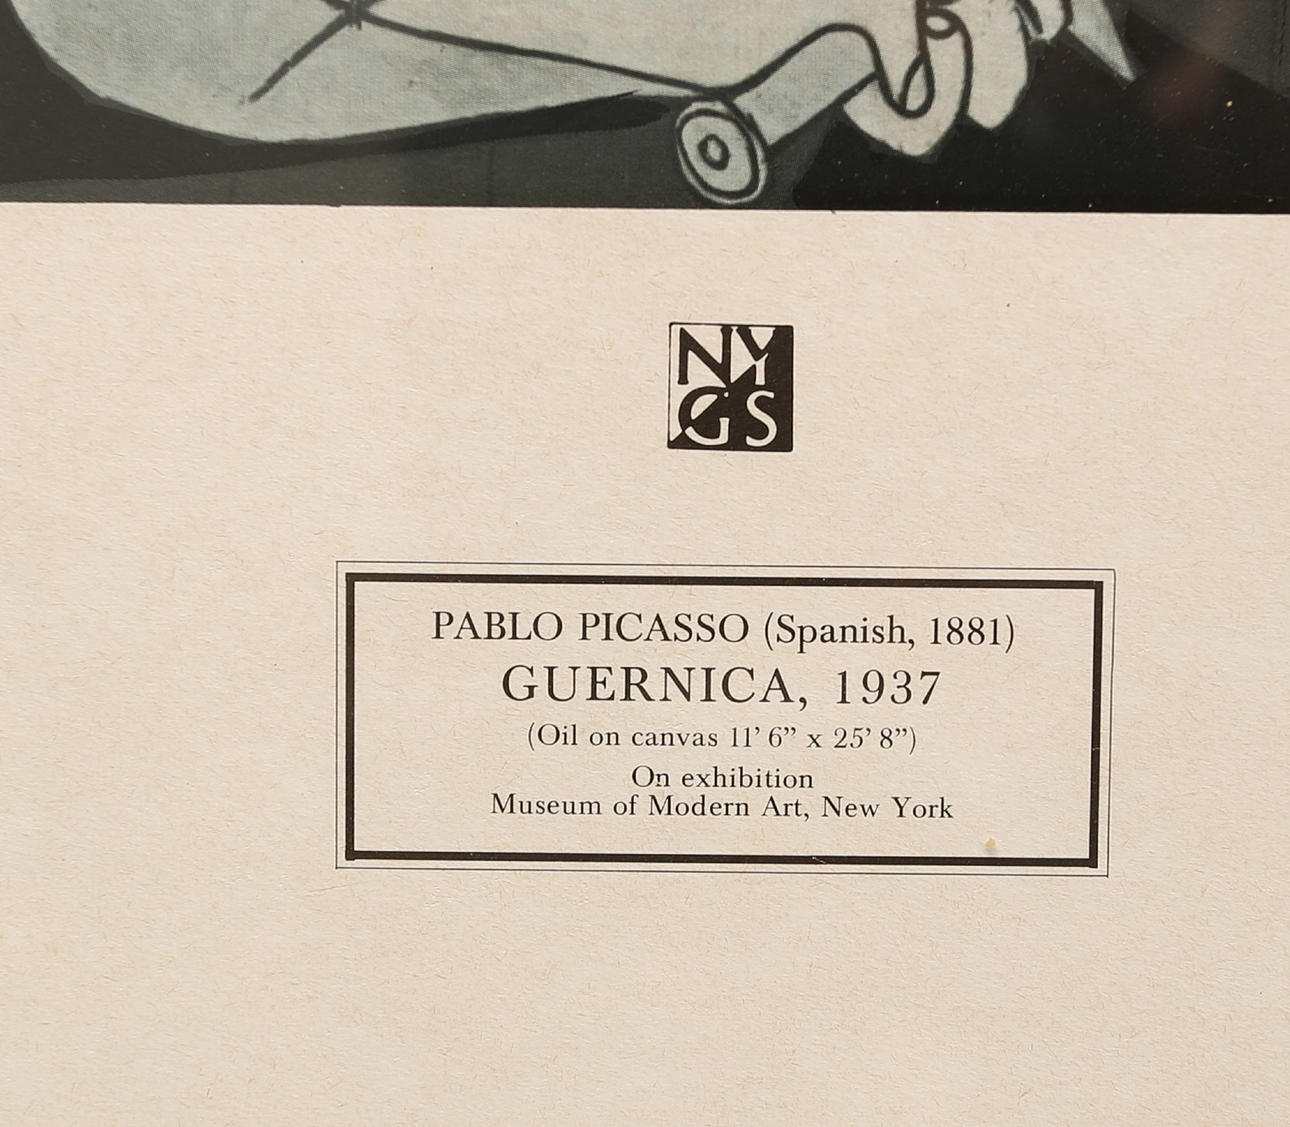 NY
GS
PABLO PICASSO (Spanish, 1881)
GUERNICA, 1937
(Oil on canvas 11’ 6” x 25’ 8”)
On exhibition
Museum of Modern Art, New York